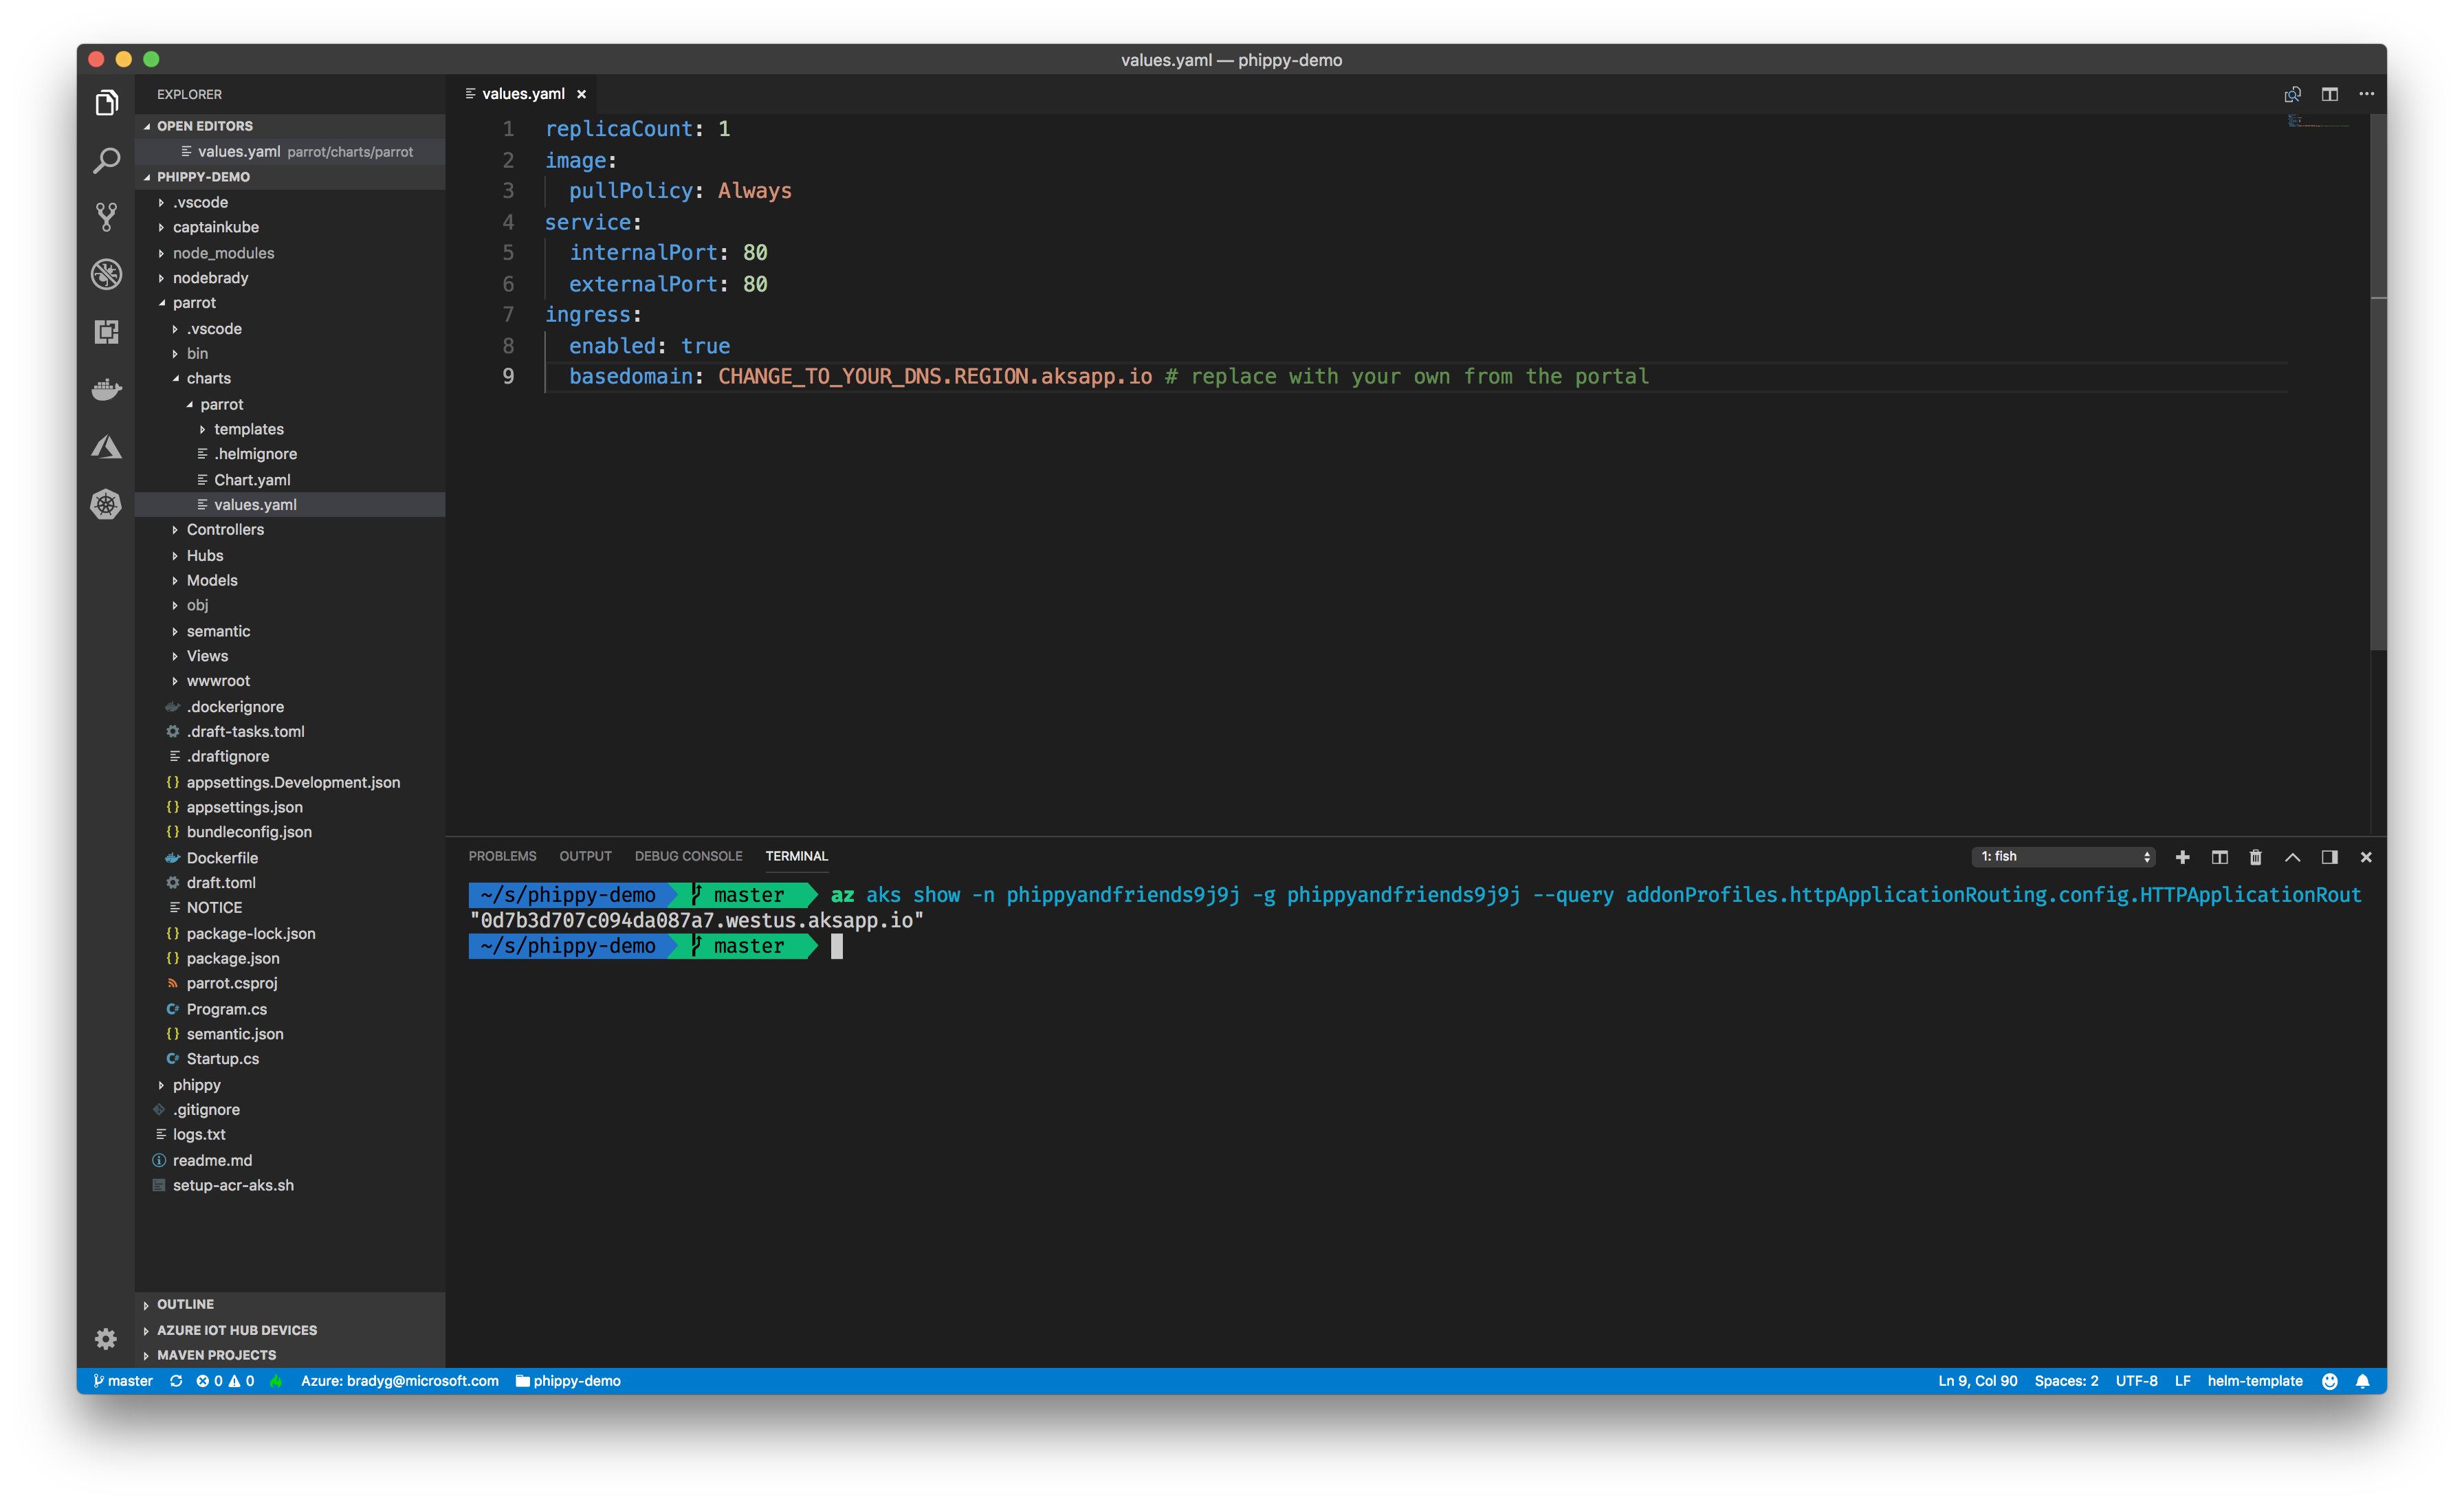 values.yaml — phippy-demo
EXPLORER
OPEN EDITORS
values.yaml parrot/charts/parrot
PHIPPY-DEMO
.vscode
captainkube
node_modules
nodebrady
parrot
.vscode
bin
charts
parrot
templates
.helmignore
Chart.yaml
values.yaml
Controllers
Hubs
Models
obj
semantic
Views
wwwroot
.dockerignore
.draft-tasks.toml
.draftignore
appsettings.Development.json
appsettings.json
bundleconfig.json
Dockerfile
draft.toml
NOTICE
package-lock.json
package.json
parrot.csproj
Program.cs
semantic.json
Startup.cs
phippy
.gitignore
logs.txt
readme.md
setup-acr-aks.sh
OUTLINE
AZURE IOT HUB DEVICES
MAVEN PROJECTS
values.yaml
1 replicaCount: 1
2 image:
3 pullPolicy: Always
4 service:
5 internalPort: 80
6 externalPort: 80
7 ingress:
8 enabled: true
9 basedomain: CHANGE_TO_YOUR_DNS.REGION.aksapp.io # replace with your own from the portal
PROBLEMS OUTPUT DEBUG CONSOLE TERMINAL 1: fish
~/s/phippy-demo master az aks show -n phippyandfriends9j9j -g phippyandfriends9j9j --query addonProfiles.httpApplicationRouting.config.HTTPApplicationRout
"0d7b3d707c094da087a7.westus.aksapp.io"
~/s/phippy-demo master
master 0 0 Azure: bradyg@microsoft.com phippy-demo Ln 9, Col 90 Spaces: 2 UTF-8 LF helm-template